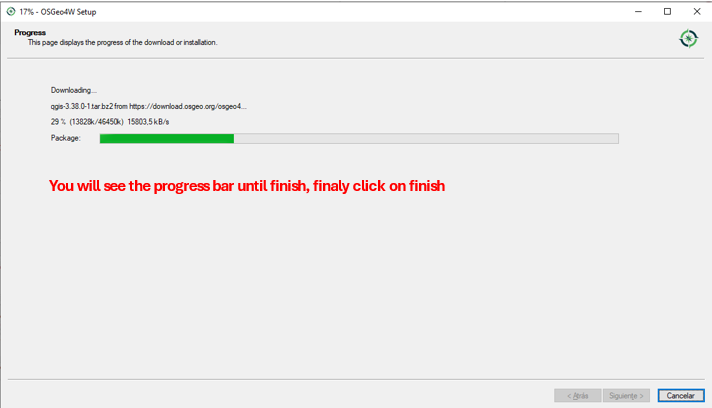 17% - OSGeo4W Setup
Progress
This page displays the progress of the download or installation.
Downloading...
qgis-3.38.0-1.tar.bz2 from https://download.osgeo.org/osgeo4...
29 % (13828k/46450k) 15803,5 kB/s
Package:
You will see the progress bar until finish, finaly click on finish
< Atrás
Siguiente >
Cancelar